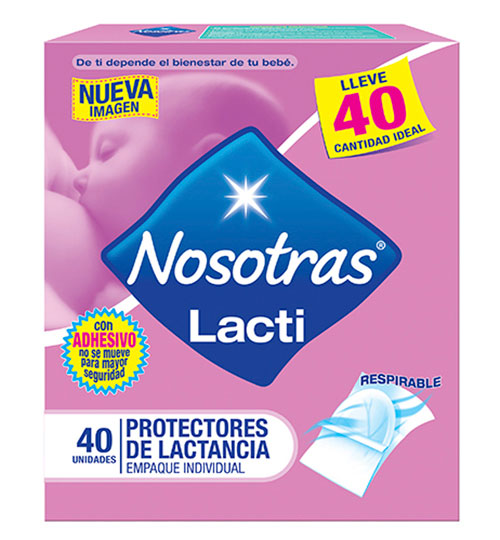 De ti depende el bienestar de tu bebé.
NUEVA
IMAGEN
LLEVE
40
CANTIDAD IDEAL
Nosotras®
Lacti
con
ADHESIVO
no se mueve
para mayor
seguridad
RESPIRABLE
40
UNIDADES
PROTECTORES
DE LACTANCIA
EMPAQUE INDIVIDUAL